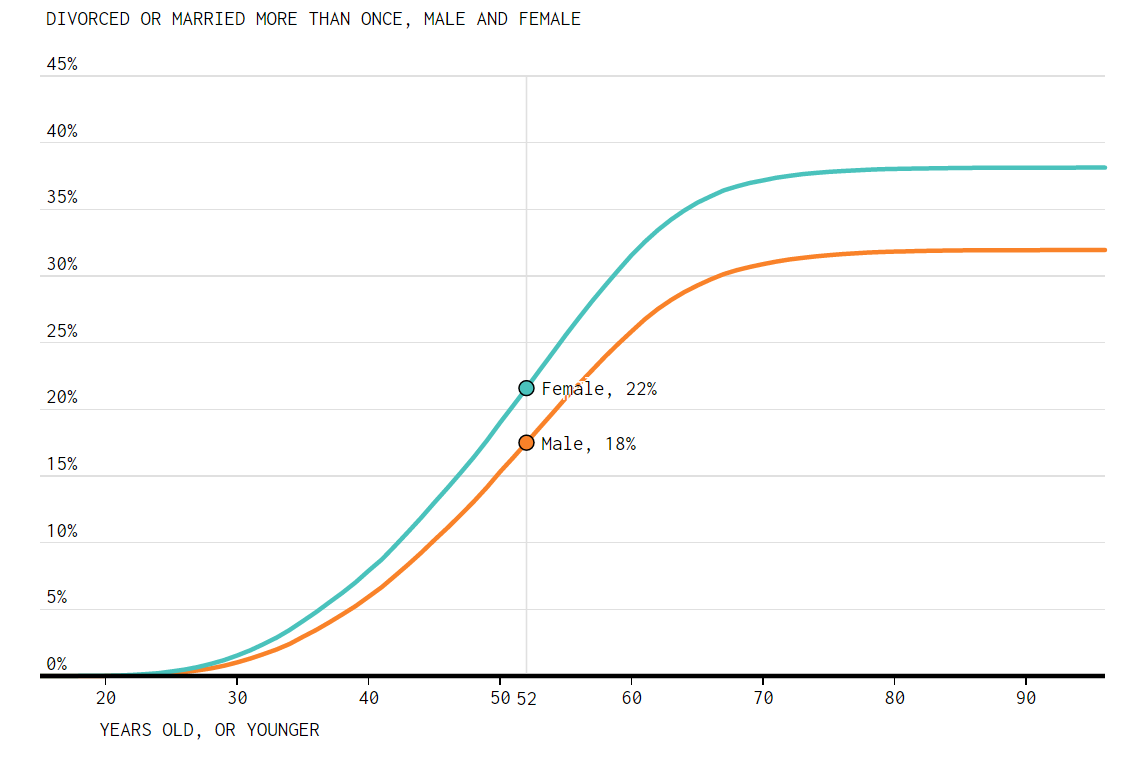 DIVORCED OR MARRIED MORE THAN ONCE, MALE AND FEMALE
45%
40%
35%
30%
25%
Female, 22%
20%
Male, 18%
15%
10%
5%
0%
20 30 40 50 52 60 70 80 90
YEARS OLD, OR YOUNGER